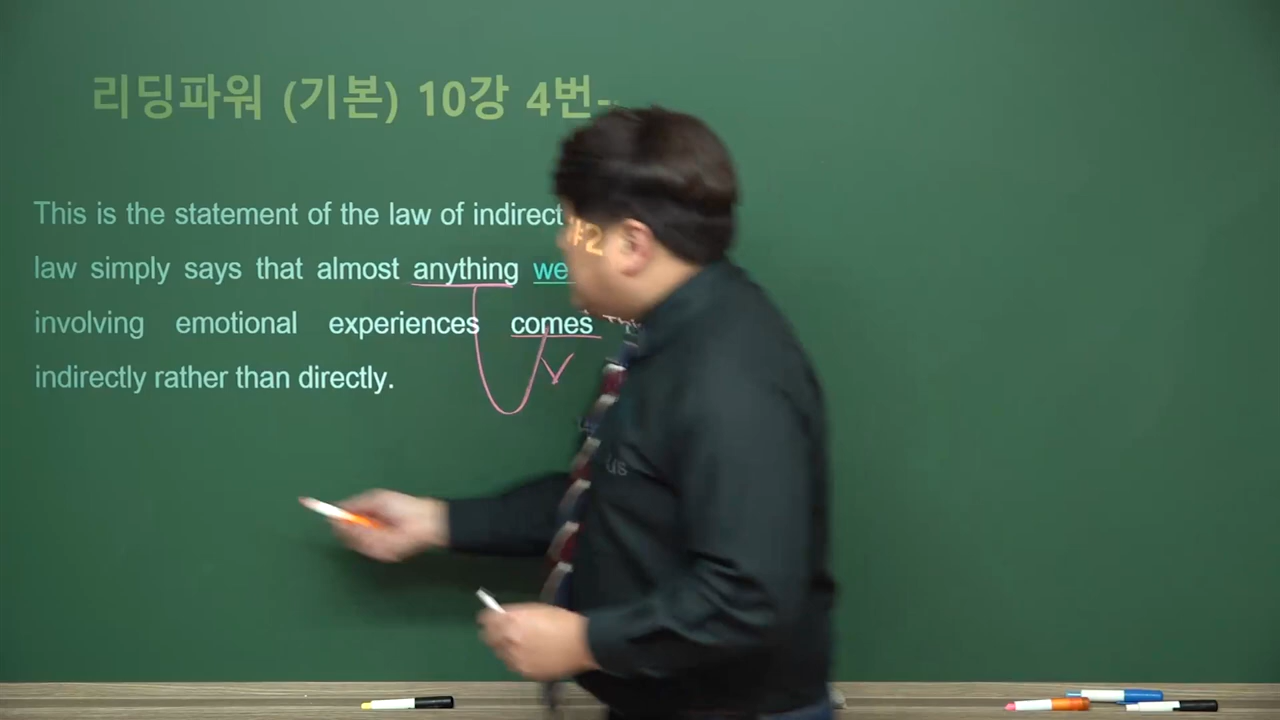 리딩파워 (기본) 10강 4번-
This is the statement of the law of indirect
law simply says that almost anything we
involving emotional experiences comes
indirectly rather than directly.